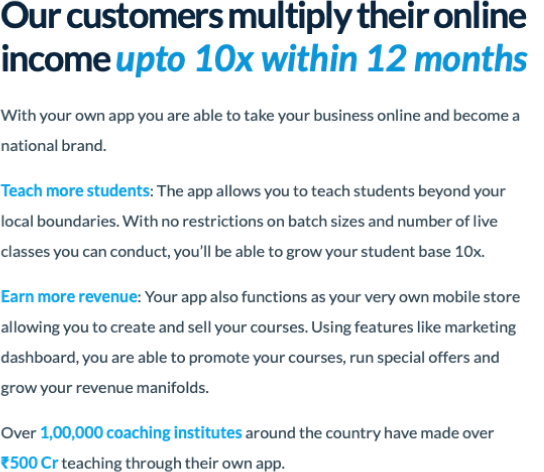 Our customers multiply their online
income upto 10x within 12 months
With your own app you are able to take your business online and become a
national brand.
Teach more students: The app allows you to teach students beyond your
local boundaries. With no restrictions on batch sizes and number of live
classes you can conduct, you’ll be able to grow your student base 10x.
Earn more revenue: Your app also functions as your very own mobile store
allowing you to create and sell your courses. Using features like marketing
dashboard, you are able to promote your courses, run special offers and
grow your revenue manifolds.
Over 1,00,000 coaching institutes around the country have made over
₹500 Cr teaching through their own app.